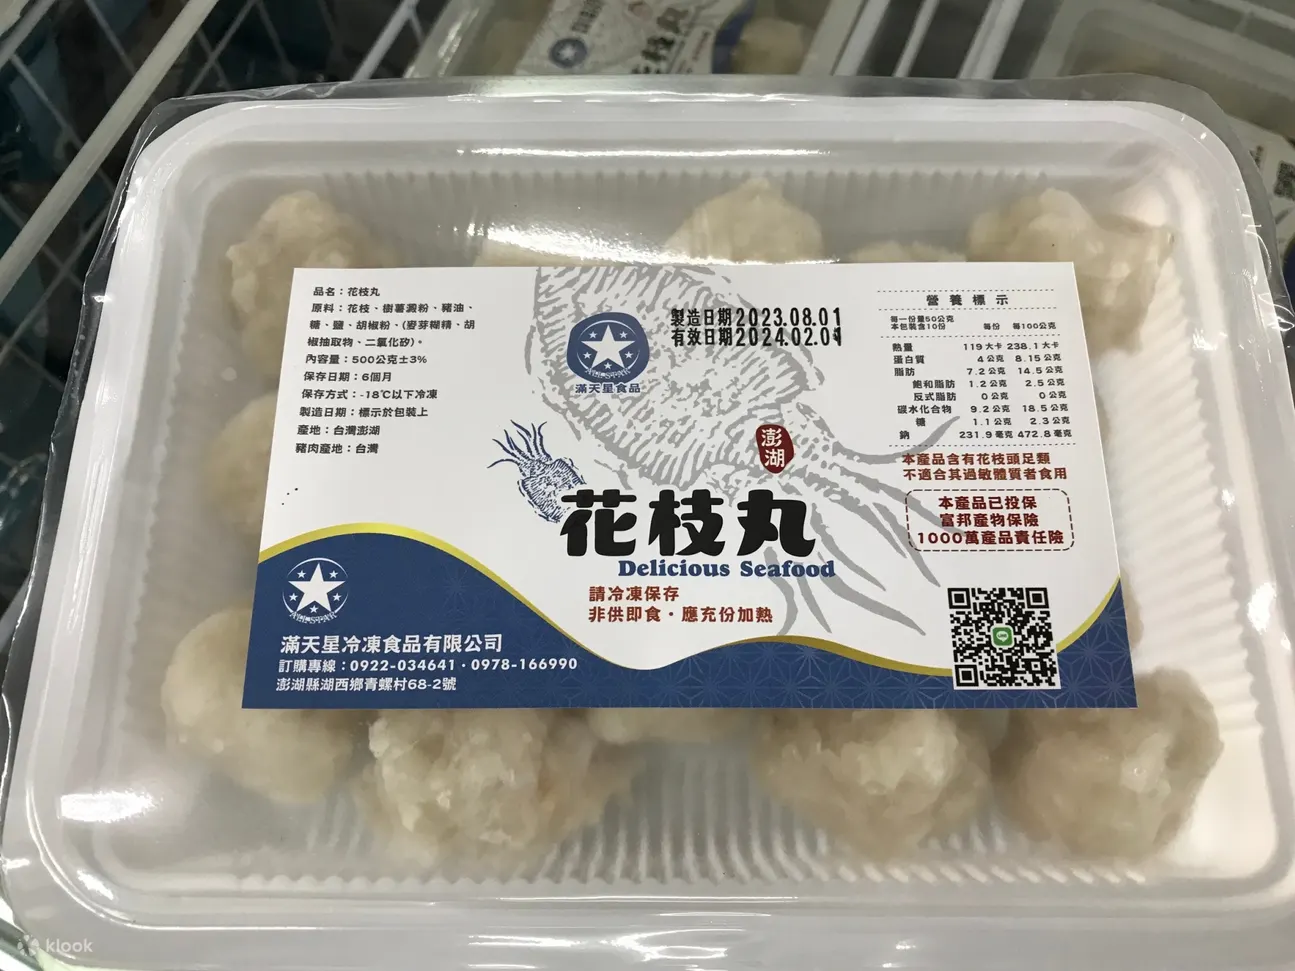 品名：花枝丸
原料：花枝、樹薯澱粉、豬油、
糖、鹽、胡椒粉、(麥芽糊精、胡
椒抽取物、二氧化矽)。
內容量：500公克±3%
保存日期：6個月
保存方式：-18℃以下冷凍
製造日期：標示於包裝上
產地：台灣澎湖
豬肉產地：台灣
ALL STAR
滿天星食品
製造日期2023.08.01
有效日期2024.02.01
營養標示
每一份量50公克
本包裝含10份
每份 每100公克
熱量 119大卡 238.1大卡
蛋白質 4公克 8.15公克
脂肪 7.2公克 14.5公克
飽和脂肪 1.2公克 2.5公克
反式脂肪 0公克 0公克
碳水化合物 9.2公克 18.5公克
糖 1.1公克 2.3公克
鈉 231.9毫克 472.8毫克
本產品含有花枝頭足類
不適合其過敏體質者食用
本產品已投保
富邦產物保險
1000萬產品責任險
澎湖
花枝丸
Delicious Seafood
請冷凍保存
非供即食・應充份加熱
ALL STAR
滿天星冷凍食品有限公司
訂購專線：0922-034641・0978-166990
澎湖縣湖西鄉青螺村68-2號
花枝丸
klook